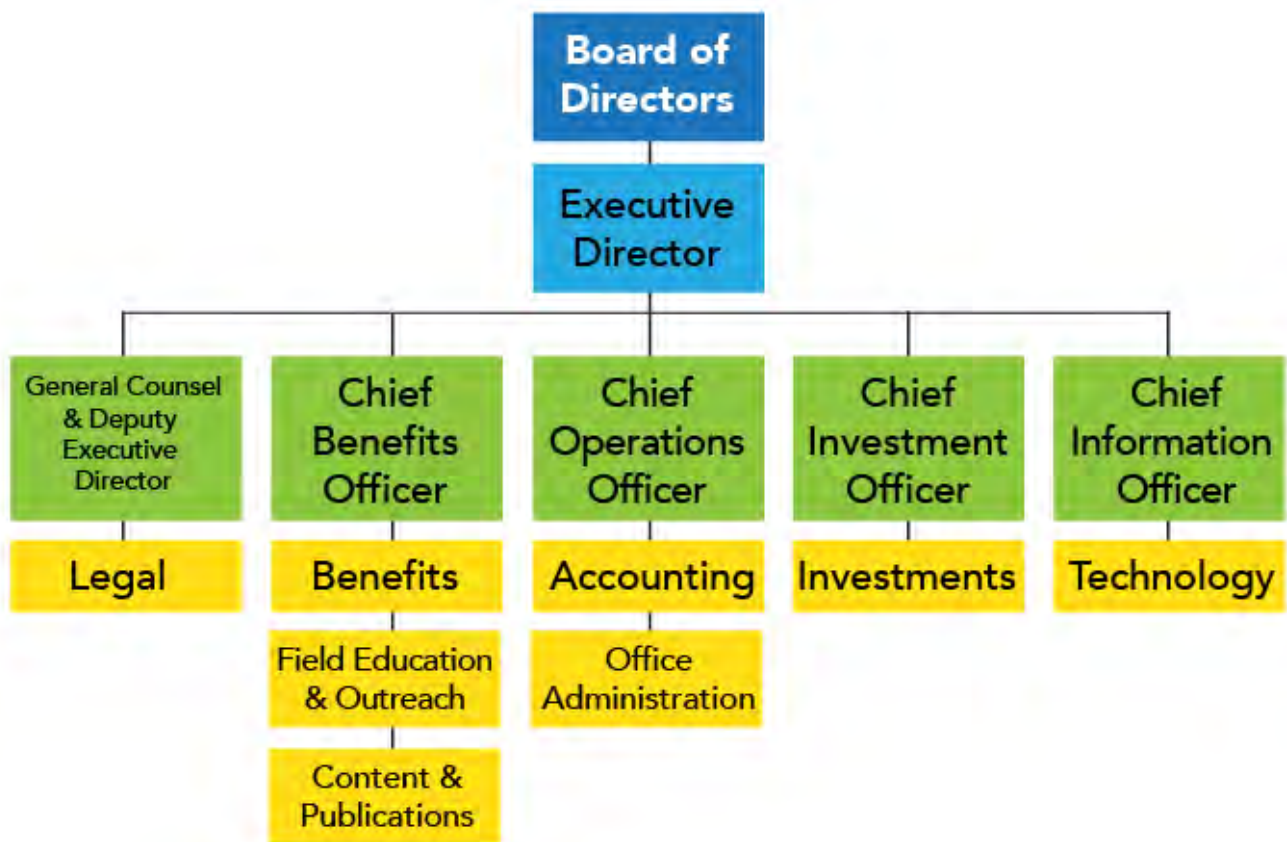 Board of
Directors
Executive
Director
General Counsel
& Deputy
Executive
Director
Chief
Benefits
Officer
Chief
Operations
Officer
Chief
Investment
Officer
Chief
Information
Officer
Legal
Benefits
Accounting
Investments
Technology
Field Education
& Outreach
Office
Administration
Content &
Publications